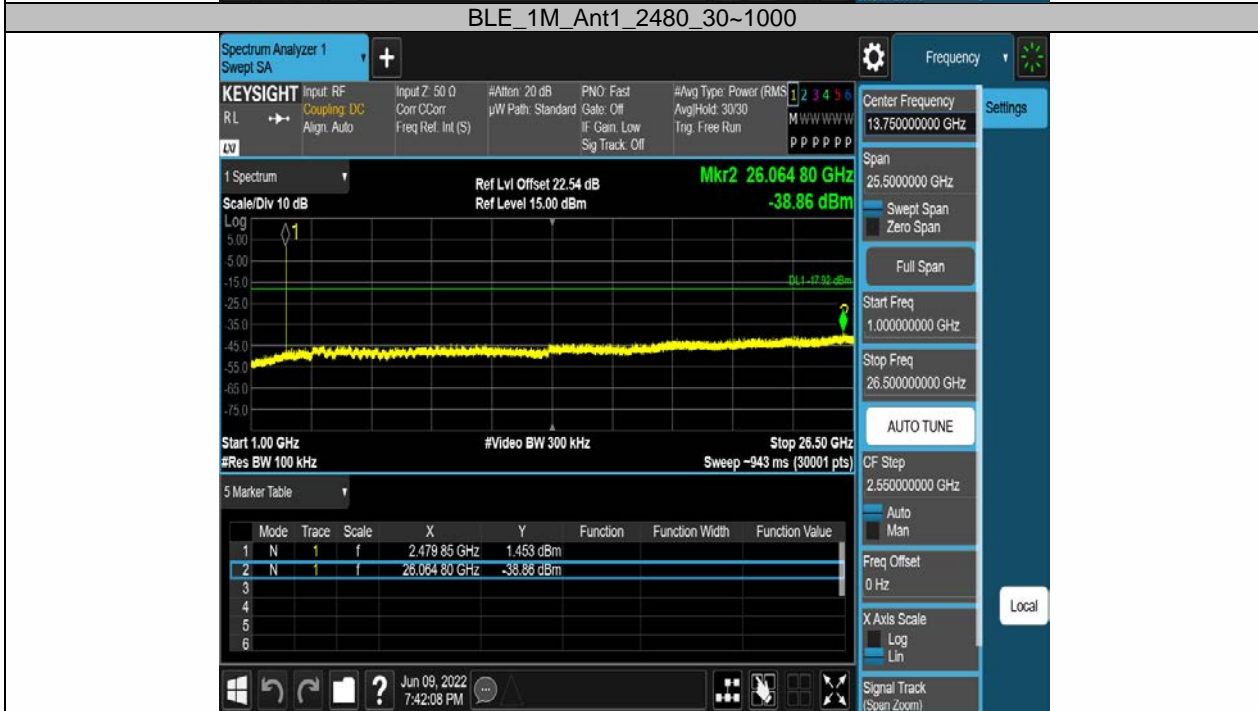 BLE_1M_Ant1_2480_30~1000
Spectrum Analyzer 1
Swept SA
+
Frequency
KEYSIGHT
RL
LXI
Input: RF
Coupling: DC
Align: Auto
Input Z: 50 Ω
Corr CCorr
Freq Ref: Int (S)
#Atten: 20 dB
µW Path: Standard
PNO: Fast
Gate: Off
IF Gain: Low
Sig Track: Off
#Avg Type: Power (RMS
Avg|Hold: 30/30
Trig: Free Run
1 2 3 4 5 6
M W W W W W
P P P P P P
Center Frequency
13.750000000 GHz
Settings
Span
25.5000000 GHz
Swept Span
Zero Span
Full Span
Start Freq
1.000000000 GHz
Stop Freq
26.500000000 GHz
AUTO TUNE
CF Step
2.550000000 GHz
Auto
Man
Freq Offset
0 Hz
X Axis Scale
Log
Lin
Signal Track
(Span Zoom)
Local
1 Spectrum
Scale/Div 10 dB
Ref Lvl Offset 22.54 dB
Ref Level 15.00 dBm
Mkr2 26.064 80 GHz
-38.86 dBm
Log
5.00
-5.00
-15.0
-25.0
-35.0
-45.0
-55.0
-65.0
-75.0
1
DL1 -17.92 dBm
2
Start 1.00 GHz
#Res BW 100 kHz
#Video BW 300 kHz
Stop 26.50 GHz
Sweep ~943 ms (30001 pts)
5 Marker Table
Mode Trace Scale X Y Function Function Width Function Value
1 N 1 f 2.479 85 GHz 1.453 dBm
2 N 1 f 26.064 80 GHz -38.86 dBm
3
4
5
6
?
Jun 09, 2022
7:42:08 PM